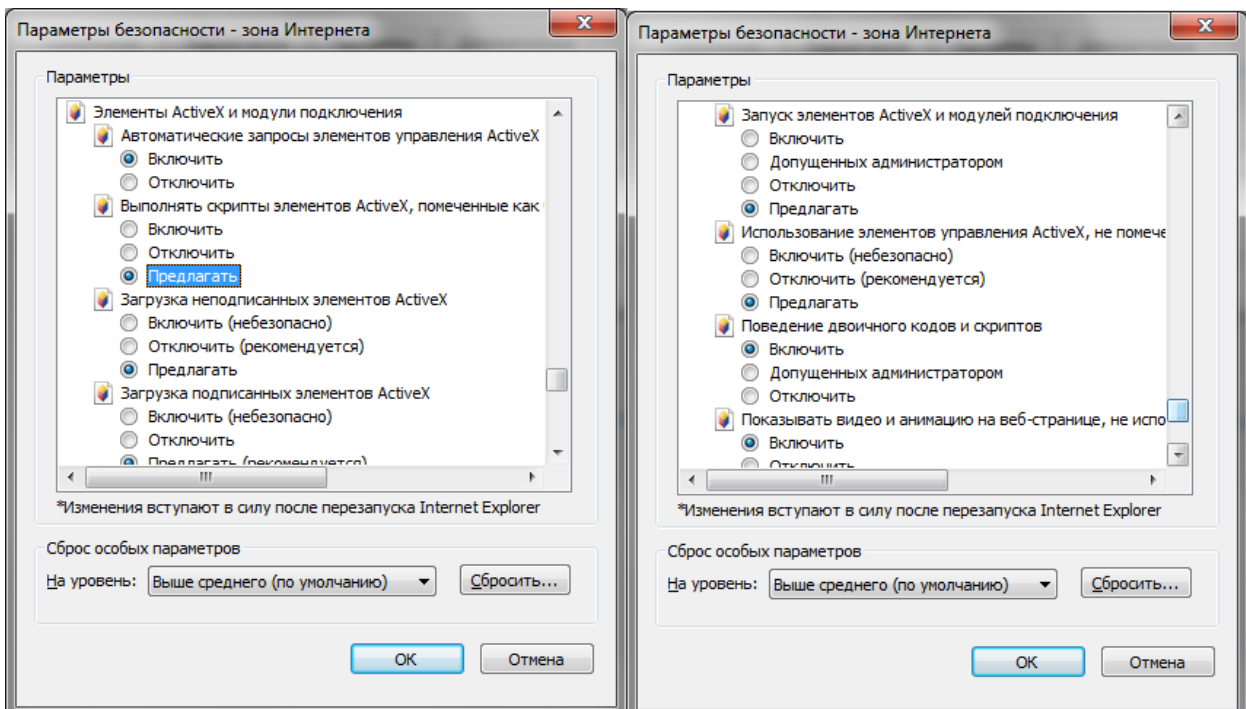 Параметры безопасности - зона Интернета
Параметры
Элементы ActiveX и модули подключения
Автоматические запросы элементов управления ActiveX
Включить
Отключить
Выполнять скрипты элементов ActiveX, помеченные как
Включить
Отключить
Предлагать
Загрузка неподписанных элементов ActiveX
Включить (небезопасно)
Отключить (рекомендуется)
Предлагать
Загрузка подписанных элементов ActiveX
Включить (небезопасно)
Отключить
Предлагать (рекомендуется)
*Изменения вступают в силу после перезапуска Internet Explorer
Сброс особых параметров
На уровень: Выше среднего (по умолчанию) Сбросить...
ОК Отмена
Параметры безопасности - зона Интернета
Параметры
Запуск элементов ActiveX и модулей подключения
Включить
Допущенных администратором
Отключить
Предлагать
Использование элементов управления ActiveX, не помече
Включить (небезопасно)
Отключить (рекомендуется)
Предлагать
Поведение двоичного кодов и скриптов
Включить
Допущенных администратором
Отключить
Показывать видео и анимацию на веб-странице, не испо
Включить
Отключить
*Изменения вступают в силу после перезапуска Internet Explorer
Сброс особых параметров
На уровень: Выше среднего (по умолчанию) Сбросить...
ОК Отмена